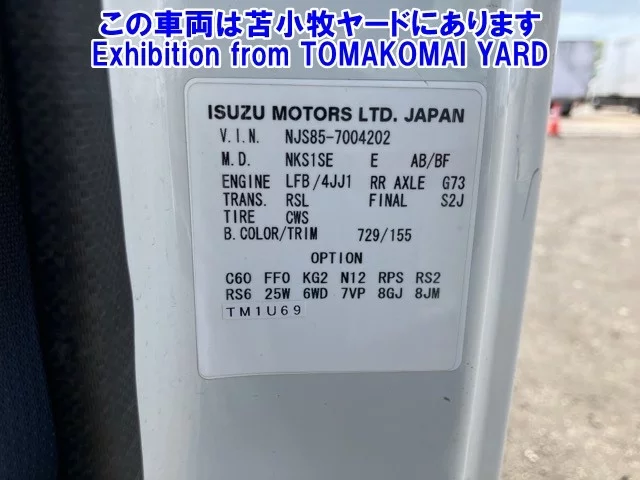 この車両は苫小牧ヤードにあります
Exhibition from TOMAKOMAI YARD
ISUZU MOTORS LTD. JAPAN
V.I.N. NJS85-7004202
M.D. NKS1SE E AB/BF
ENGINE LFB/4JJ1 RR AXLE G73
TRANS. RSL FINAL S2J
TIRE CWS
B.COLOR/TRIM 729/155
OPTION
C60 FF0 KG2 N12 RPS RS2
RS6 25W 6WD 7VP 8GJ 8JM
TM1U69